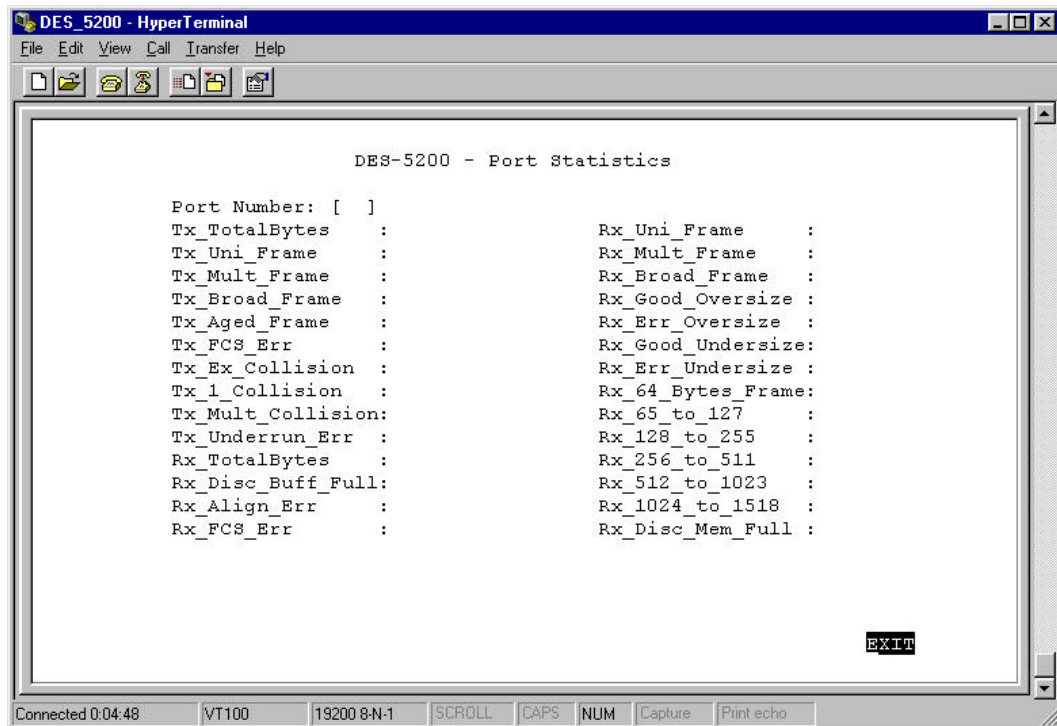 DES_5200 - HyperTerminal
File Edit View Call Transfer Help
DES-5200 - Port Statistics
Port Number: [ ]
Tx_TotalBytes : Rx_Uni_Frame :
Tx_Uni_Frame : Rx_Mult_Frame :
Tx_Mult_Frame : Rx_Broad_Frame :
Tx_Broad_Frame : Rx_Good_Oversize :
Tx_Aged_Frame : Rx_Err_Oversize :
Tx_FCS_Err : Rx_Good_Undersize:
Tx_Ex_Collision : Rx_Err_Undersize :
Tx_1_Collision : Rx_64_Bytes_Frame:
Tx_Mult_Collision: Rx_65_to_127 :
Tx_Underrun_Err : Rx_128_to_255 :
Rx_TotalBytes : Rx_256_to_511 :
Rx_Disc_Buff_Full: Rx_512_to_1023 :
Rx_Align_Err : Rx_1024_to_1518 :
Rx_FCS_Err : Rx_Disc_Mem_Full :
EXIT
Connected 0:04:48 VT100 19200 8-N-1 SCROLL CAPS NUM Capture Print echo